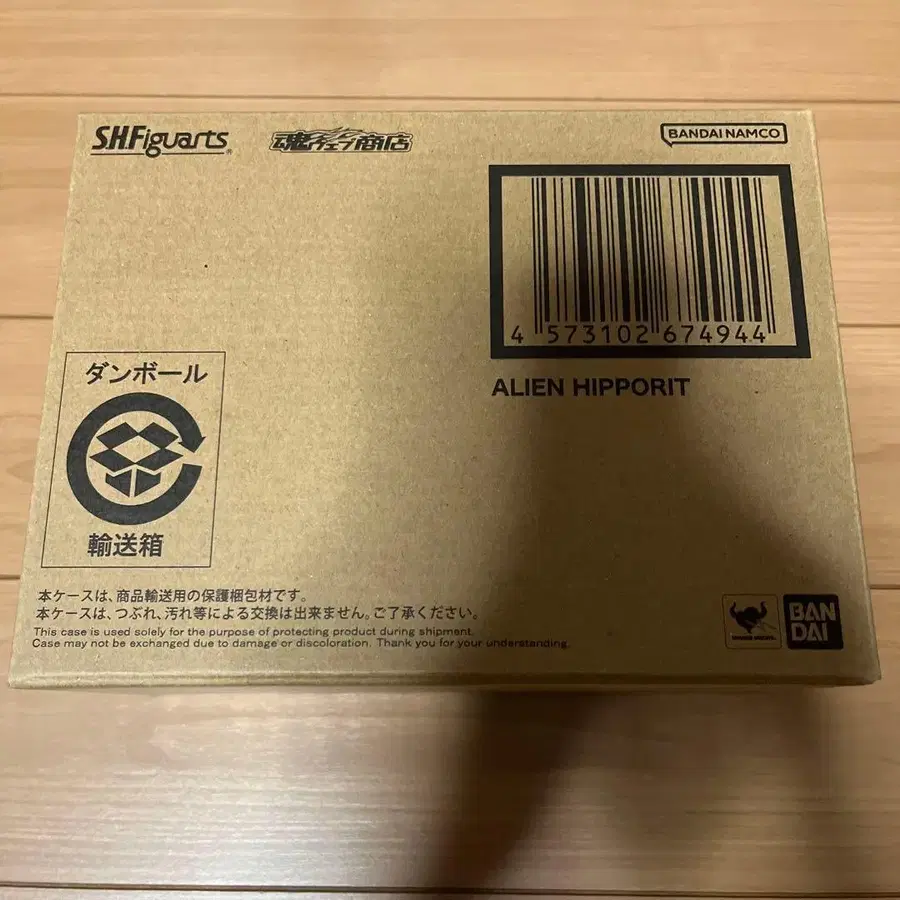 S.H.Figuarts
魂ウェブ商店
BANDAI NAMCO
4 573102 674944
ALIEN HIPPORIT
ダンボール
輸送箱
本ケースは、商品輸送用の保護梱包材です。
本ケースは、つぶれ、汚れ等による交換は出来ません。ご了承ください。
This case is used solely for the purpose of protecting product during shipment.
Case may not be exchanged due to damage or discoloration. Thank you for your understanding.
BAN
DAI